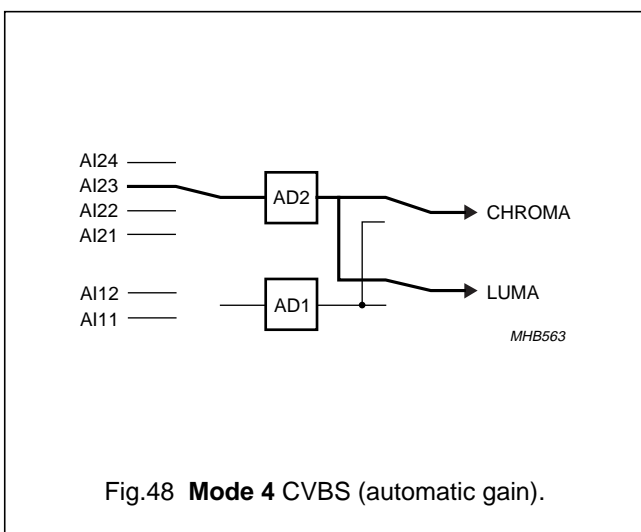 AI24
AI23
AI22
AI21
AI12
AI11
AD2
AD1
CHROMA
LUMA
MHB563
Fig.48 Mode 4 CVBS (automatic gain).